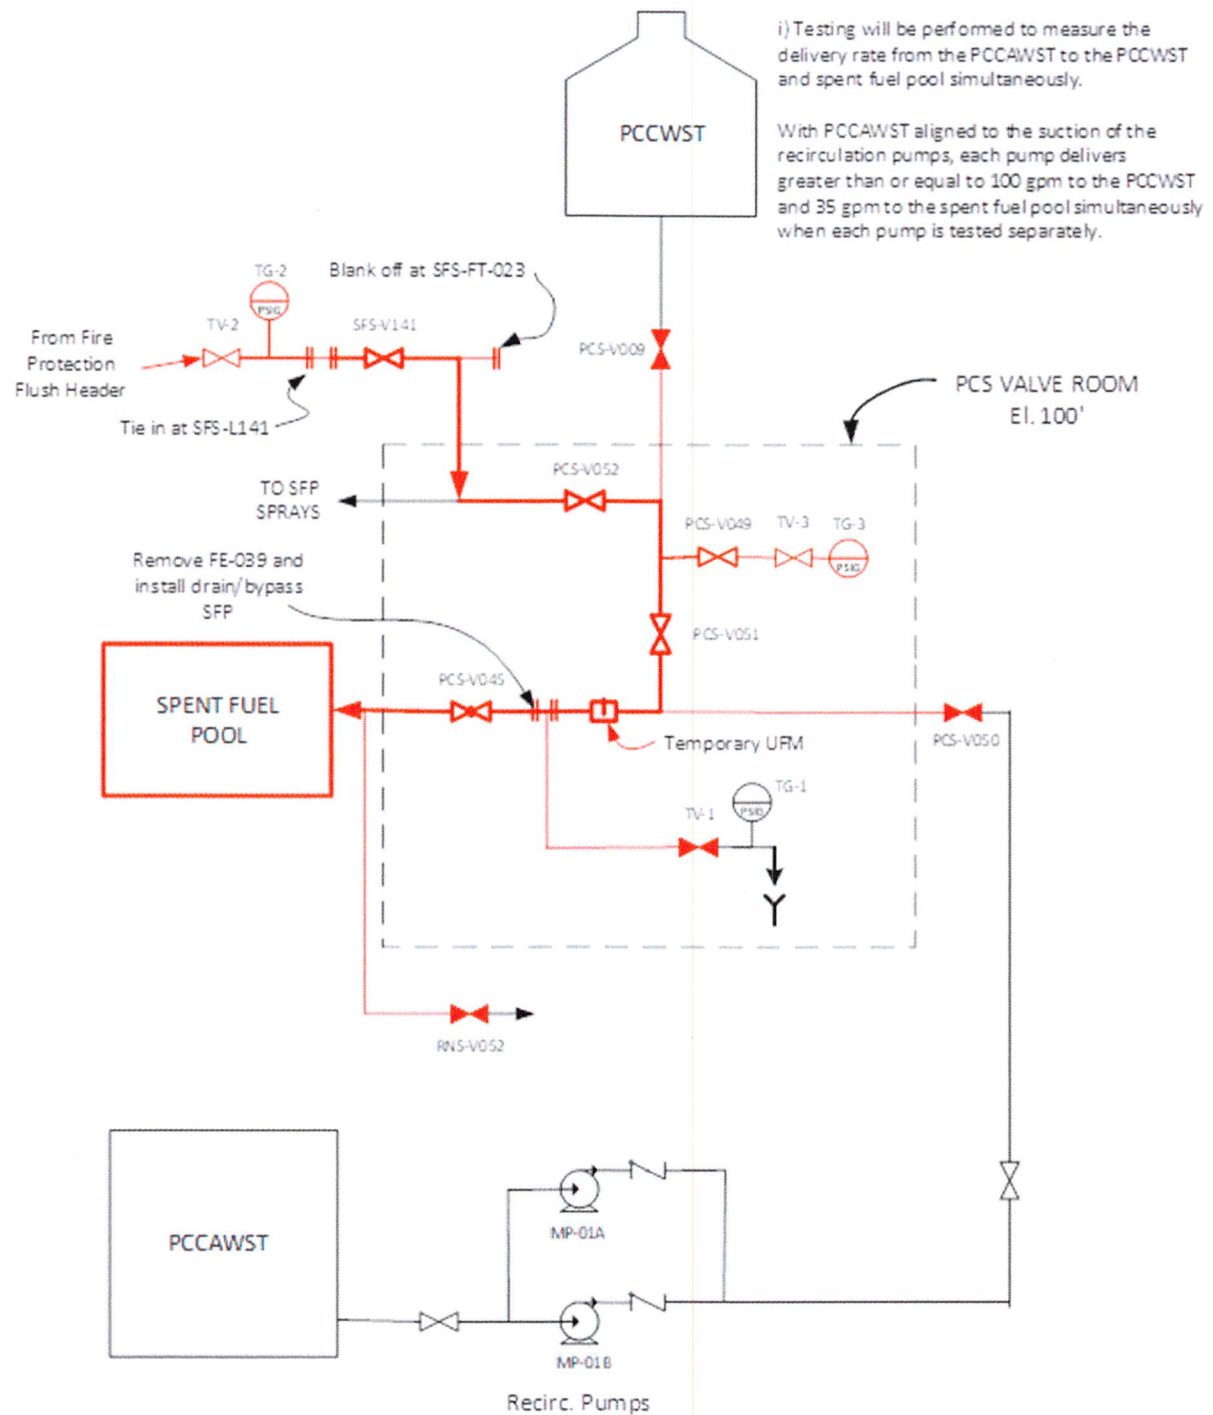 i) Testing will be performed to measure the
delivery rate from the PCCAWST to the PCCWST
and spent fuel pool simultaneously.
With PCCAWST aligned to the suction of the
recirculation pumps, each pump delivers
greater than or equal to 100 gpm to the PCCWST
and 35 gpm to the spent fuel pool simultaneously
when each pump is tested separately.
PCCWST
TG-2
PSIG
Blank off at SFS-FT-023
TV-2
SFS-V141
From Fire
Protection
Flush Header
PCS-V009
Tie in at SFS-L141
PCS VALVE ROOM
El. 100'
PCS-V052
TO SFP
SPRAYS
PCS-V049
TV-3
TG-3
PSIG
Remove FE-039 and
install drain/bypass
SFP
PCS-V051
PCS-V045
SPENT FUEL
POOL
Temporary UFM
PCS-V050
TG-1
PSIG
TV-1
Y
RNS-V052
PCCAWST
MP-01A
MP-01B
Recirc. Pumps